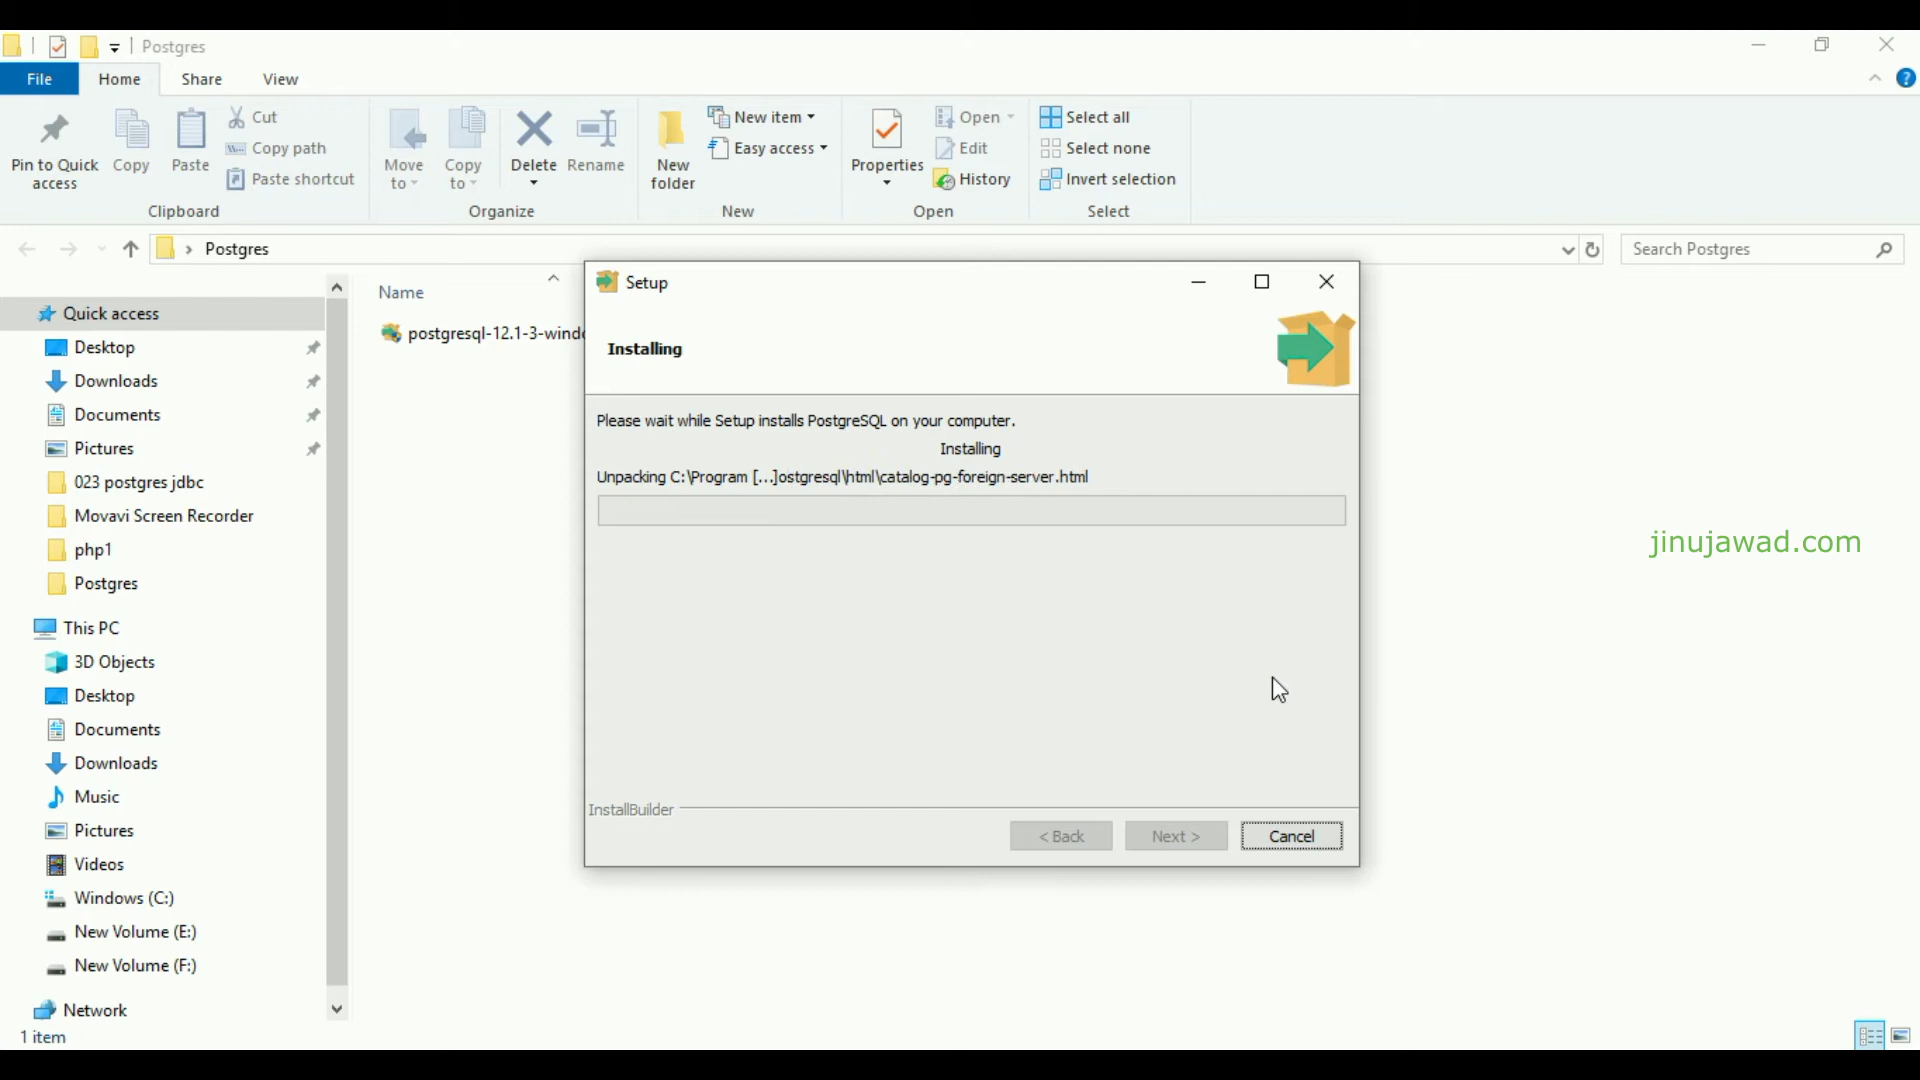 Postgres
File Home Share View
Pin to Quick access
Copy
Paste
Cut
Copy path
Paste shortcut
Clipboard
Move to
Copy to
Delete
Rename
Organize
New folder
New item
Easy access
New
Properties
Open
Edit
History
Open
Select all
Select none
Invert selection
Select
Postgres
Search Postgres
Quick access
Desktop
Downloads
Documents
Pictures
023 postgres jdbc
Movavi Screen Recorder
php1
Postgres
This PC
3D Objects
Desktop
Documents
Downloads
Music
Pictures
Videos
Windows (C:)
New Volume (E:)
New Volume (F:)
Network
1 item
Name
postgresql-12.1-3-windo
Setup
Installing
Please wait while Setup installs PostgreSQL on your computer.
Installing
Unpacking C:\Program [...]ostgresql\html\catalog-pg-foreign-server.html
InstallBuilder
< Back
Next >
Cancel
jinujawad.com